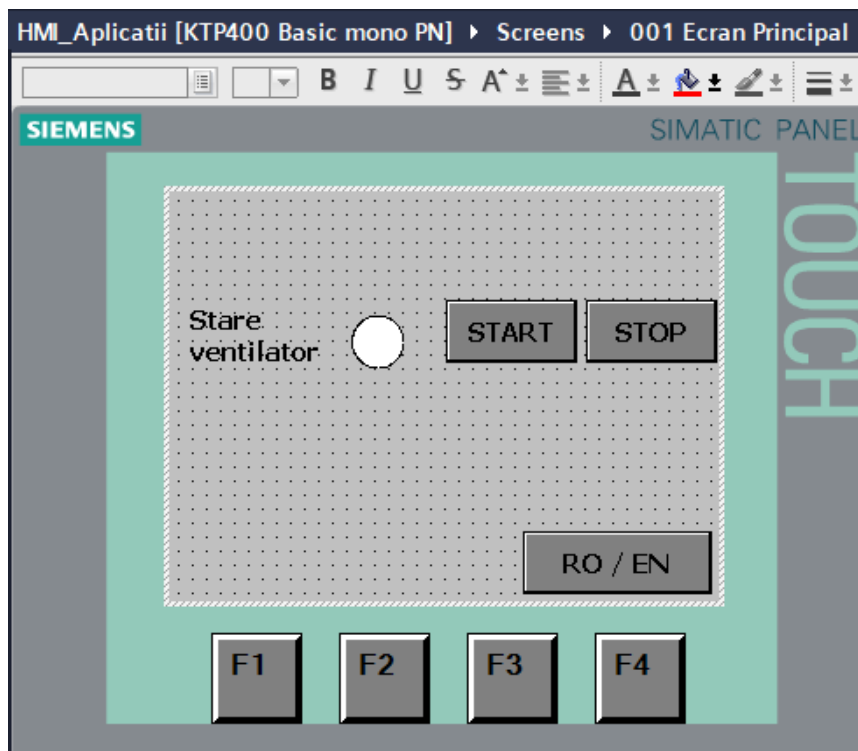 HMI_Aplicatii [KTP400 Basic mono PN] Screens 001 Ecran Principal
B I U S A A
SIEMENS SIMATIC PANEL
TOUCH
Stare
ventilator
START STOP
RO / EN
F1 F2 F3 F4